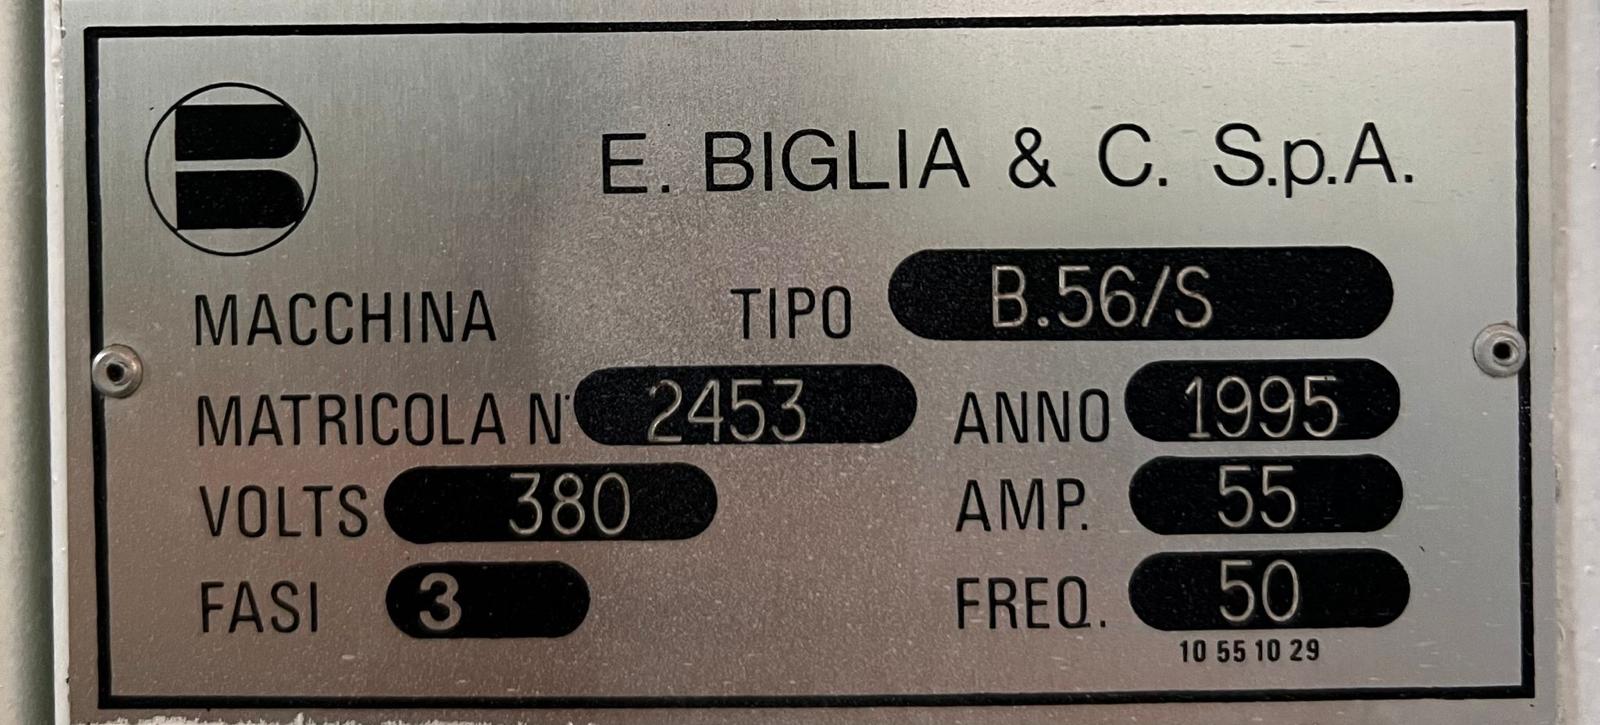 E. BIGLIA & C. S.p.A.
MACCHINA TIPO B.56/S
MATRICOLA N° 2453 ANNO 1995
VOLTS 380 AMP. 55
FASI 3 FREQ. 50
10 55 10 29